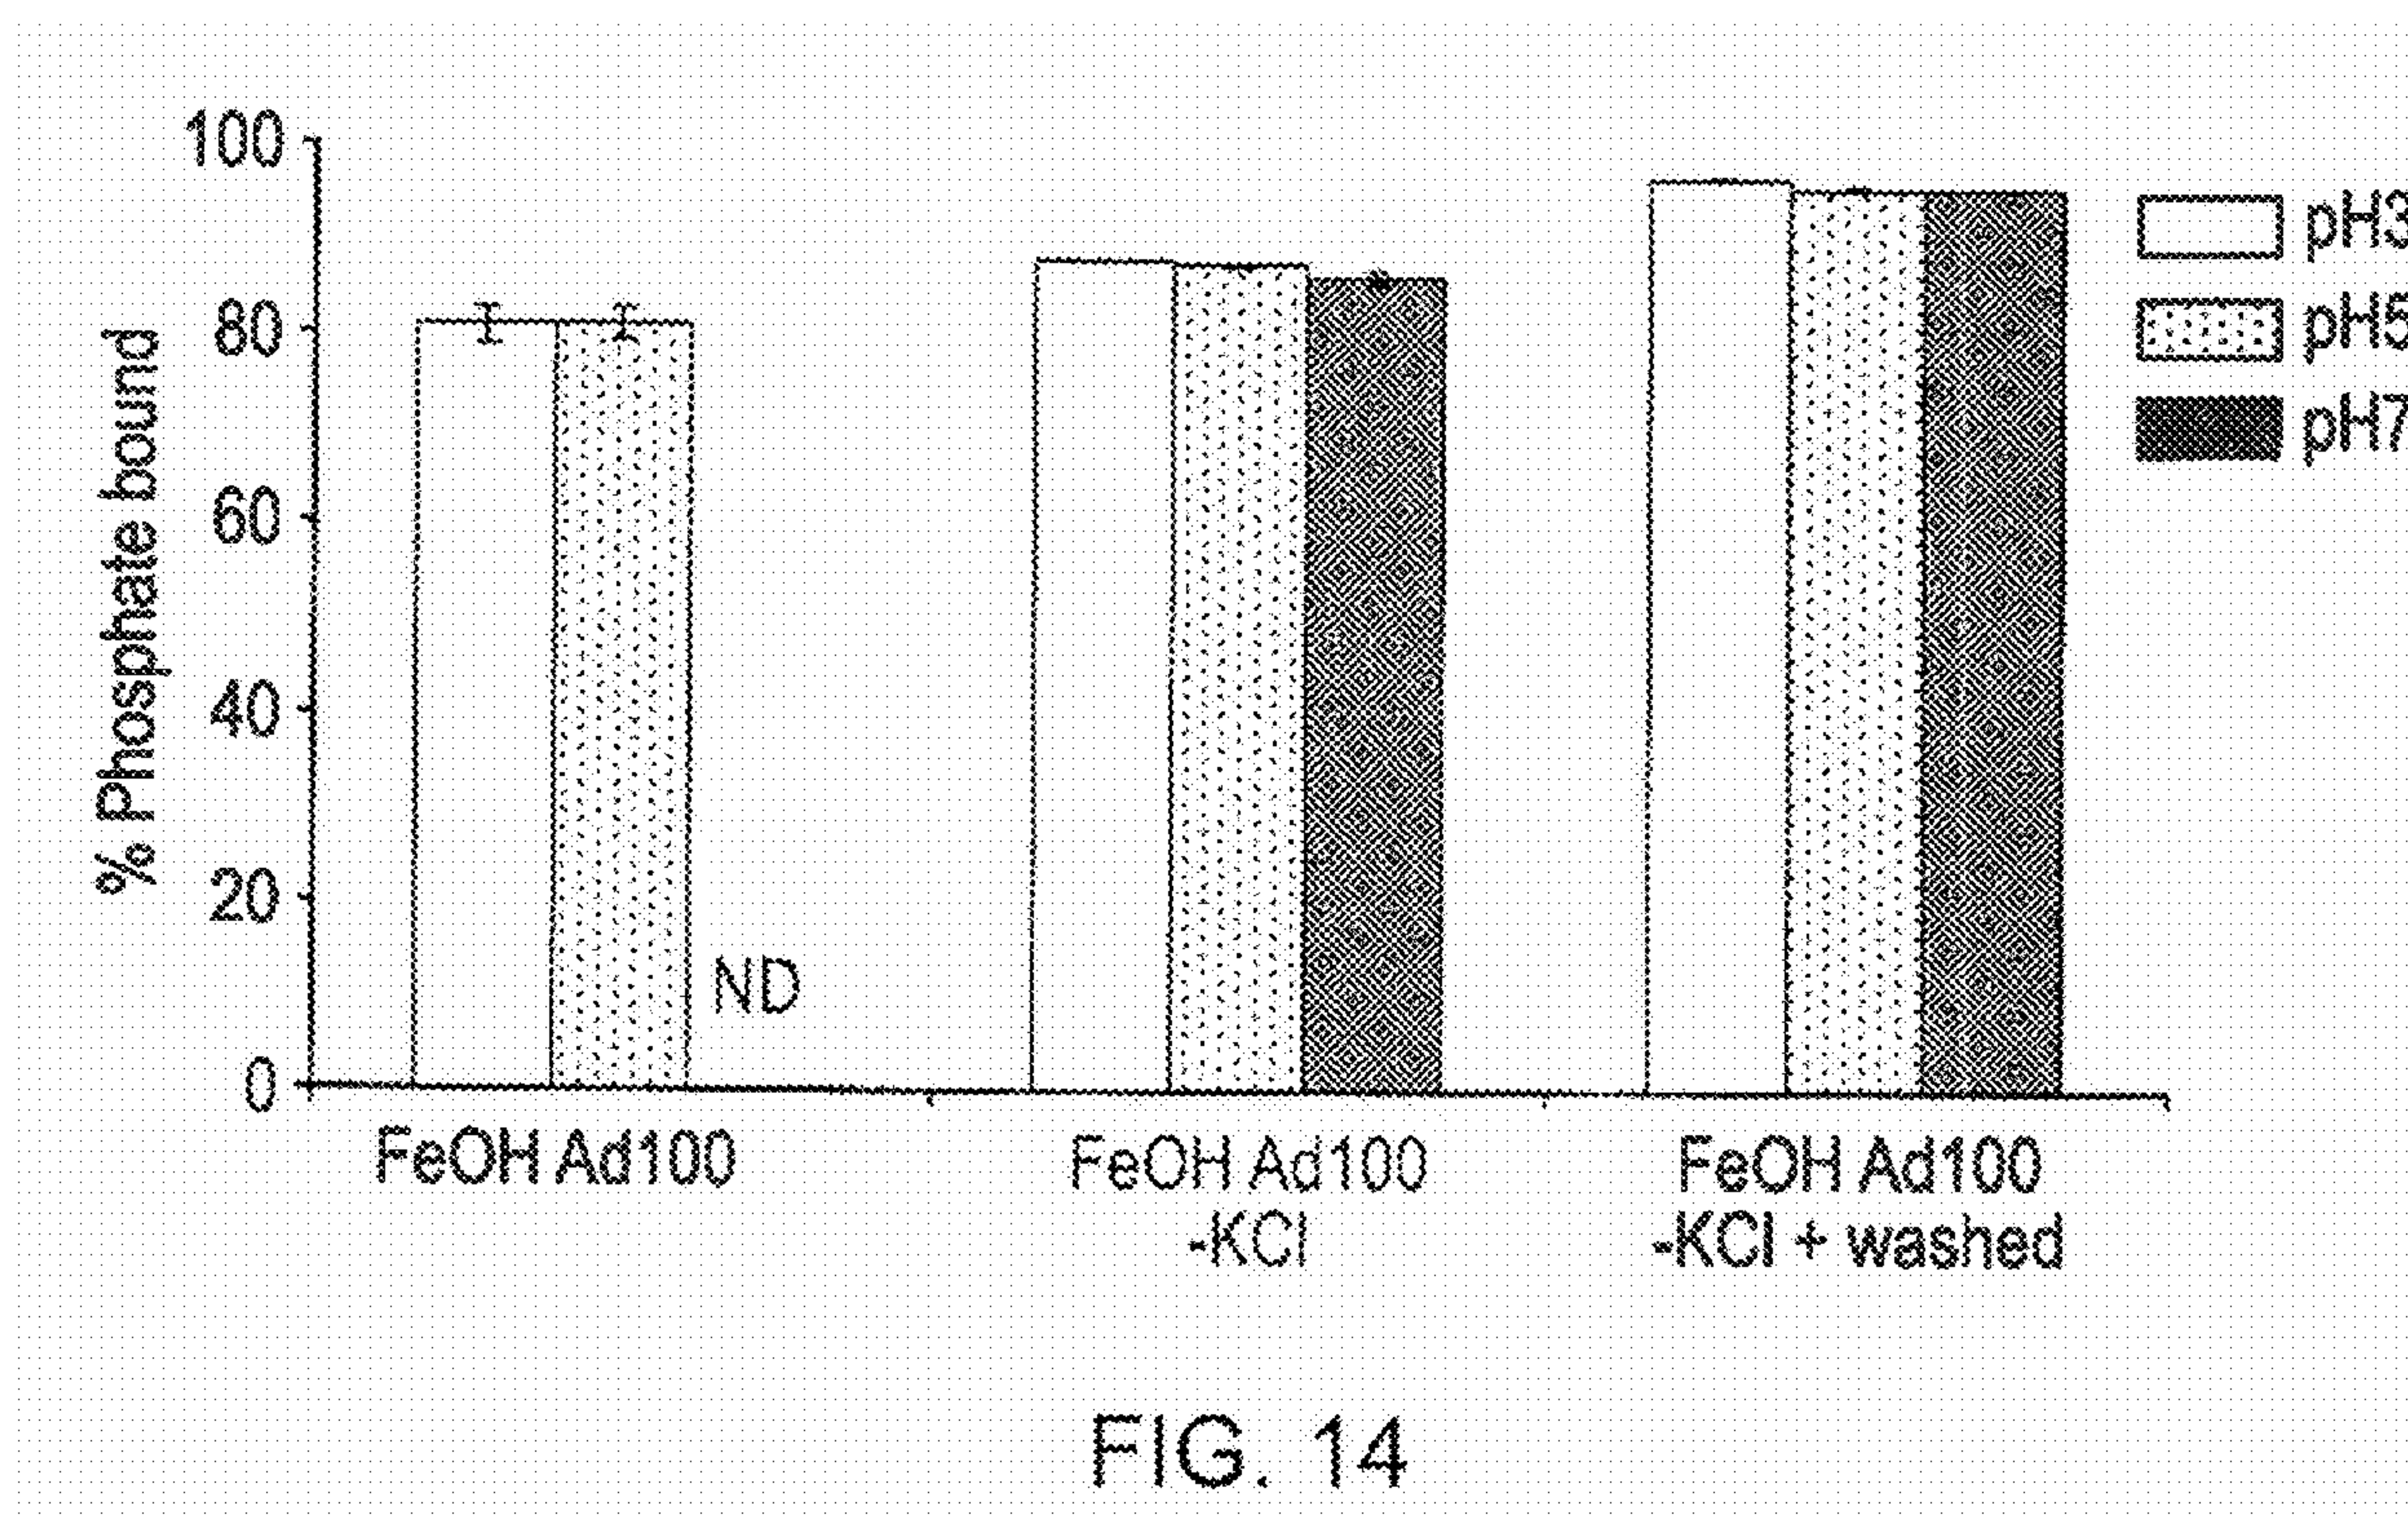 100
80
60
40
20
0
% Phosphate bound
ND
pH3
pH5
pH7
FeOH Ad100
FeOH Ad100
-KCl
FeOH Ad100
-KCl + washed
FIG. 14